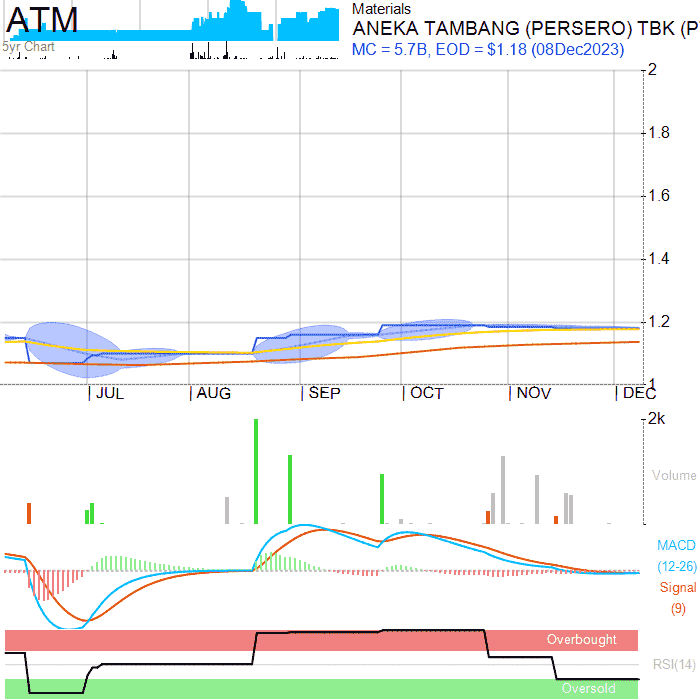 ATM
5yr Chart
Materials
ANEKA TAMBANG (PERSERO) TBK (P
MC = 5.7B, EOD = $1.18 (08Dec2023)
2
1.8
1.6
1.4
1.2
1
JUL AUG SEP OCT NOV DEC
2k
Volume
MACD
(12-26)
Signal
(9)
Overbought
RSI(14)
Oversold